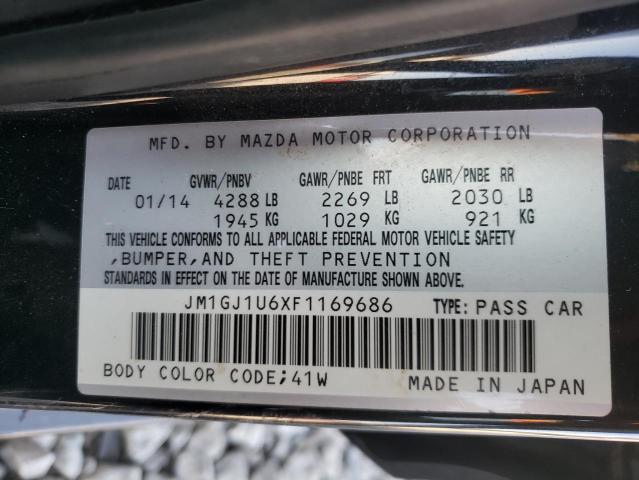 MFD. BY MAZDA MOTOR CORPORATION
DATE GVWR/PNBV GAWR/PNBE FRT GAWR/PNBE RR
01/14 4288 LB 2269 LB 2030 LB
1945 KG 1029 KG 921 KG
THIS VEHICLE CONFORMS TO ALL APPLICABLE FEDERAL MOTOR VEHICLE SAFETY
,BUMPER,AND THEFT PREVENTION
STANDARDS IN EFFECT ON THE DATE OF MANUFACTURE SHOWN ABOVE.
JM1GJ1U6XF1169686 TYPE: PASS CAR
BODY COLOR CODE;41W MADE IN JAPAN